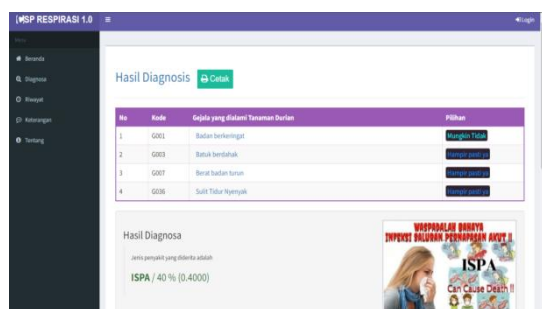 SP RESPIRASI 1.0
Login
Menu
Beranda
Diagnosa
Riwayat
Keterangan
Tentang
Hasil Diagnosis
Cetak
No Kode Gejala yang dialami Tanaman Durian Pilihan
1 G001 Badan berkeringat Mungkin Tidak
2 G003 Batuk berdahak Hampir pasti ya
3 G007 Berat badan turun Hampir pasti ya
4 G036 Sulit Tidur Nyenyak Hampir pasti ya
Hasil Diagnosa
Jenis penyakit yang diderita adalah
ISPA / 40 % (0.4000)
WASPADALAH BAHAYA
INFEKSI SALURAN PERNAPASAN AKUT !!
ISPA
Can Cause Death !!